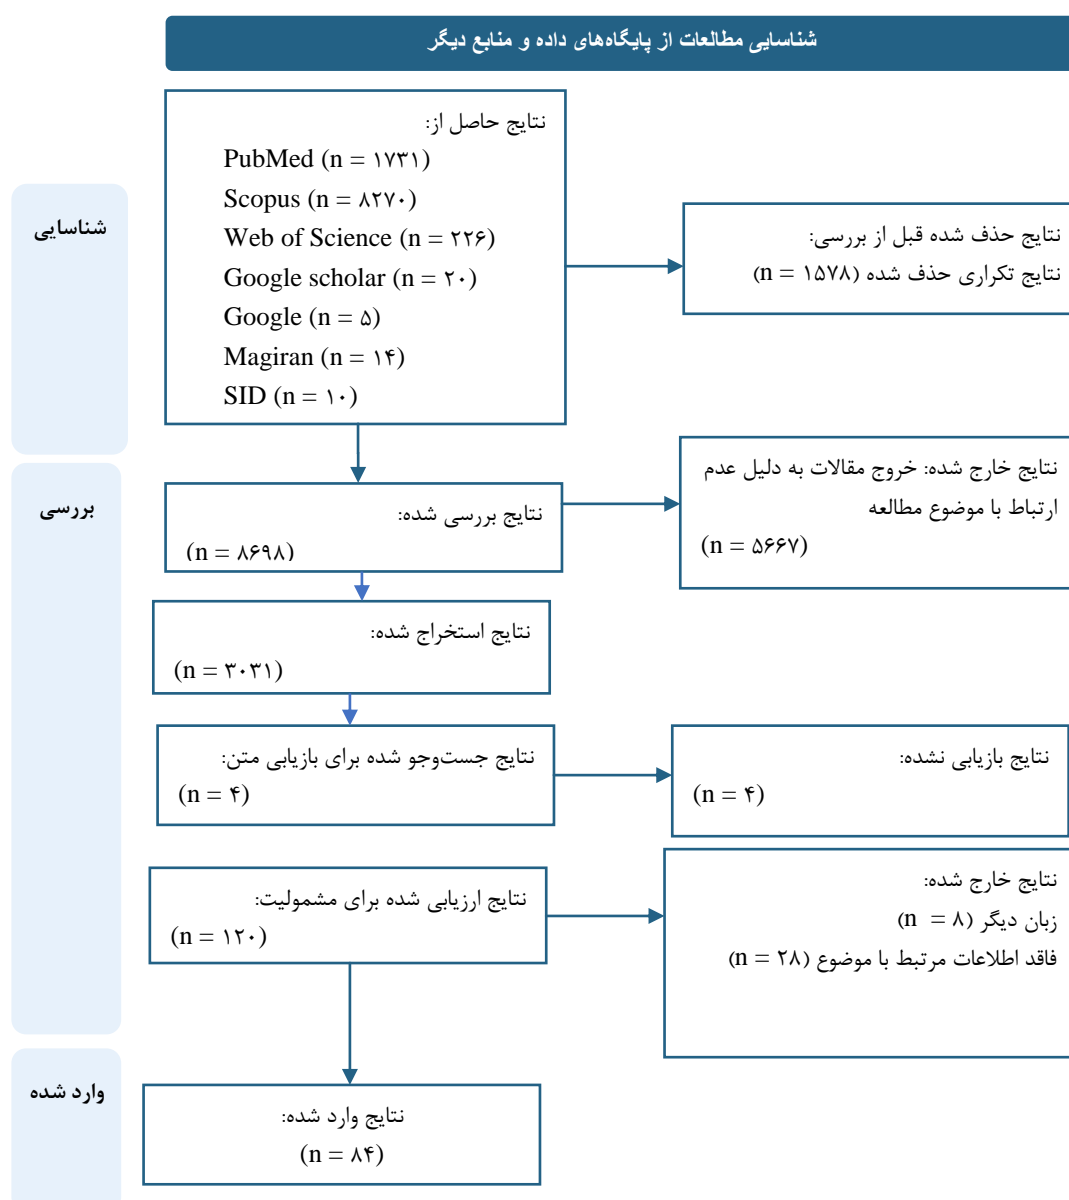 شناسایی مطالعات از پایگاه‌های داده و منابع دیگر
شناسایی
نتایج حاصل از:
PubMed (n = ۱۷۳۱)
Scopus (n = ۸۲۷۰)
Web of Science (n = ۲۲۶)
Google scholar (n = ۲۰)
Google (n = ۵)
Magiran (n = ۱۴)
SID (n = ۱۰)
نتایج حذف شده قبل از بررسی:
نتایج تکراری حذف شده (n = ۱۵۷۸)
بررسی
نتایج بررسی شده:
(n = ۸۶۹۸)
نتایج خارج شده: خروج مقالات به دلیل عدم
ارتباط با موضوع مطالعه
(n = ۵۶۶۷)
نتایج استخراج شده:
(n = ۳۰۳۱)
نتایج جست‌وجو شده برای بازیابی متن:
(n = ۴)
نتایج بازیابی نشده:
(n = ۴)
نتایج ارزیابی شده برای مشمولیت:
(n = ۱۲۰)
نتایج خارج شده:
زبان دیگر (n = ۸)
فاقد اطلاعات مرتبط با موضوع (n = ۲۸)
وارد شده
نتایج وارد شده:
(n = ۸۴)